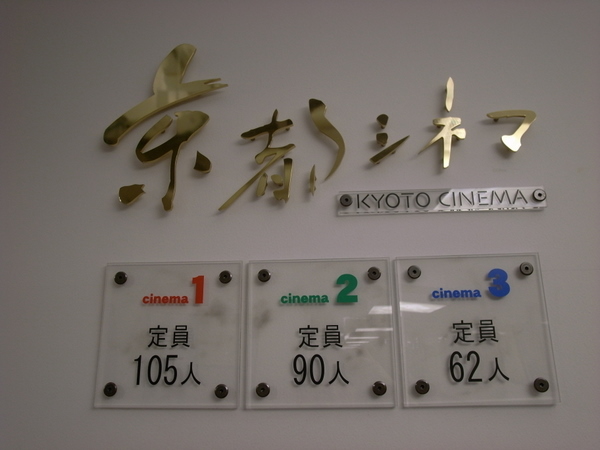 京都シネマ
KYOTO CINEMA
cinema 1
定員
105人
cinema 2
定員
90人
cinema 3
定員
62人